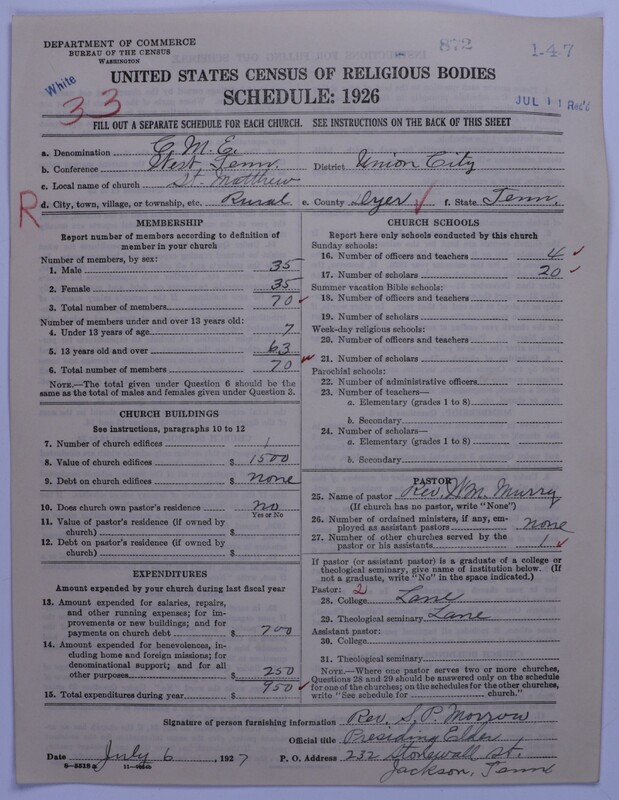 DEPARTMENT OF COMMERCE
BUREAU OF THE CENSUS
WASHINGTON
872
147
White
33
UNITED STATES CENSUS OF RELIGIOUS BODIES
SCHEDULE: 1926
JUL 11 Rec'd
FILL OUT A SEPARATE SCHEDULE FOR EACH CHURCH. SEE INSTRUCTIONS ON THE BACK OF THIS SHEET
a. Denomination C. M. E.
b. Conference West Tenn. District Union City
c. Local name of church St. Matthew
R
d. City, town, village, or township, etc. Rural e. County Dyer f. State Tenn.
MEMBERSHIP
Report number of members according to definition of
member in your church
Number of members, by sex:
1. Male 35
2. Female 35
3. Total number of members 70
Number of members under and over 13 years old:
4. Under 13 years of age 7
5. 13 years old and over 63
6. Total number of members 70
NOTE.—The total given under Question 6 should be the
same as the total of males and females given under Question 3.
CHURCH BUILDINGS
See instructions, paragraphs 10 to 12
7. Number of church edifices 1
8. Value of church edifices $ 1500
9. Debt on church edifices $ none
10. Does church own pastor's residence no
Yes or No
11. Value of pastor's residence (if owned by
church) $
12. Debt on pastor's residence (if owned by
church) $
EXPENDITURES
Amount expended by your church during last fiscal year
13. Amount expended for salaries, repairs,
and other running expenses; for im-
provements or new buildings; and for
payments on church debt $ 700
14. Amount expended for benevolences, in-
cluding home and foreign missions; for
denominational support; and for all
other purposes $ 250
15. Total expenditures during year $ 950
CHURCH SCHOOLS
Report here only schools conducted by this church
Sunday schools:
16. Number of officers and teachers 4
17. Number of scholars 20
Summer vacation Bible schools:
18. Number of officers and teachers
19. Number of scholars
Week-day religious schools:
20. Number of officers and teachers
21. Number of scholars
Parochial schools:
22. Number of administrative officers
23. Number of teachers—
a. Elementary (grades 1 to 8)
b. Secondary
24. Number of scholars—
a. Elementary (grades 1 to 8)
b. Secondary
PASTOR
25. Name of pastor Rev. W.M. Murry
(If church has no pastor, write "None")
26. Number of ordained ministers, if any, em-
ployed as assistant pastors none
27. Number of other churches served by the
pastor or his assistants 1
If pastor (or assistant pastor) is a graduate of a college or
theological seminary, give name of institution below. (If
not a graduate, write "No" in the space indicated.)
Pastor: 2
28. College Lane
29. Theological seminary Lane
Assistant pastor:
30. College
31. Theological seminary
NOTE.—Where one pastor serves two or more churches,
Questions 28 and 29 should be answered only on the schedule
for one of the churches; on the schedules for the other churches,
write "See schedule for church."
Signature of person furnishing information Rev. S. P. Morrow
Official title Presiding Elder
Date July 6, 1927 P. O. Address 232 Stonewall St.
Jackson, Tenn